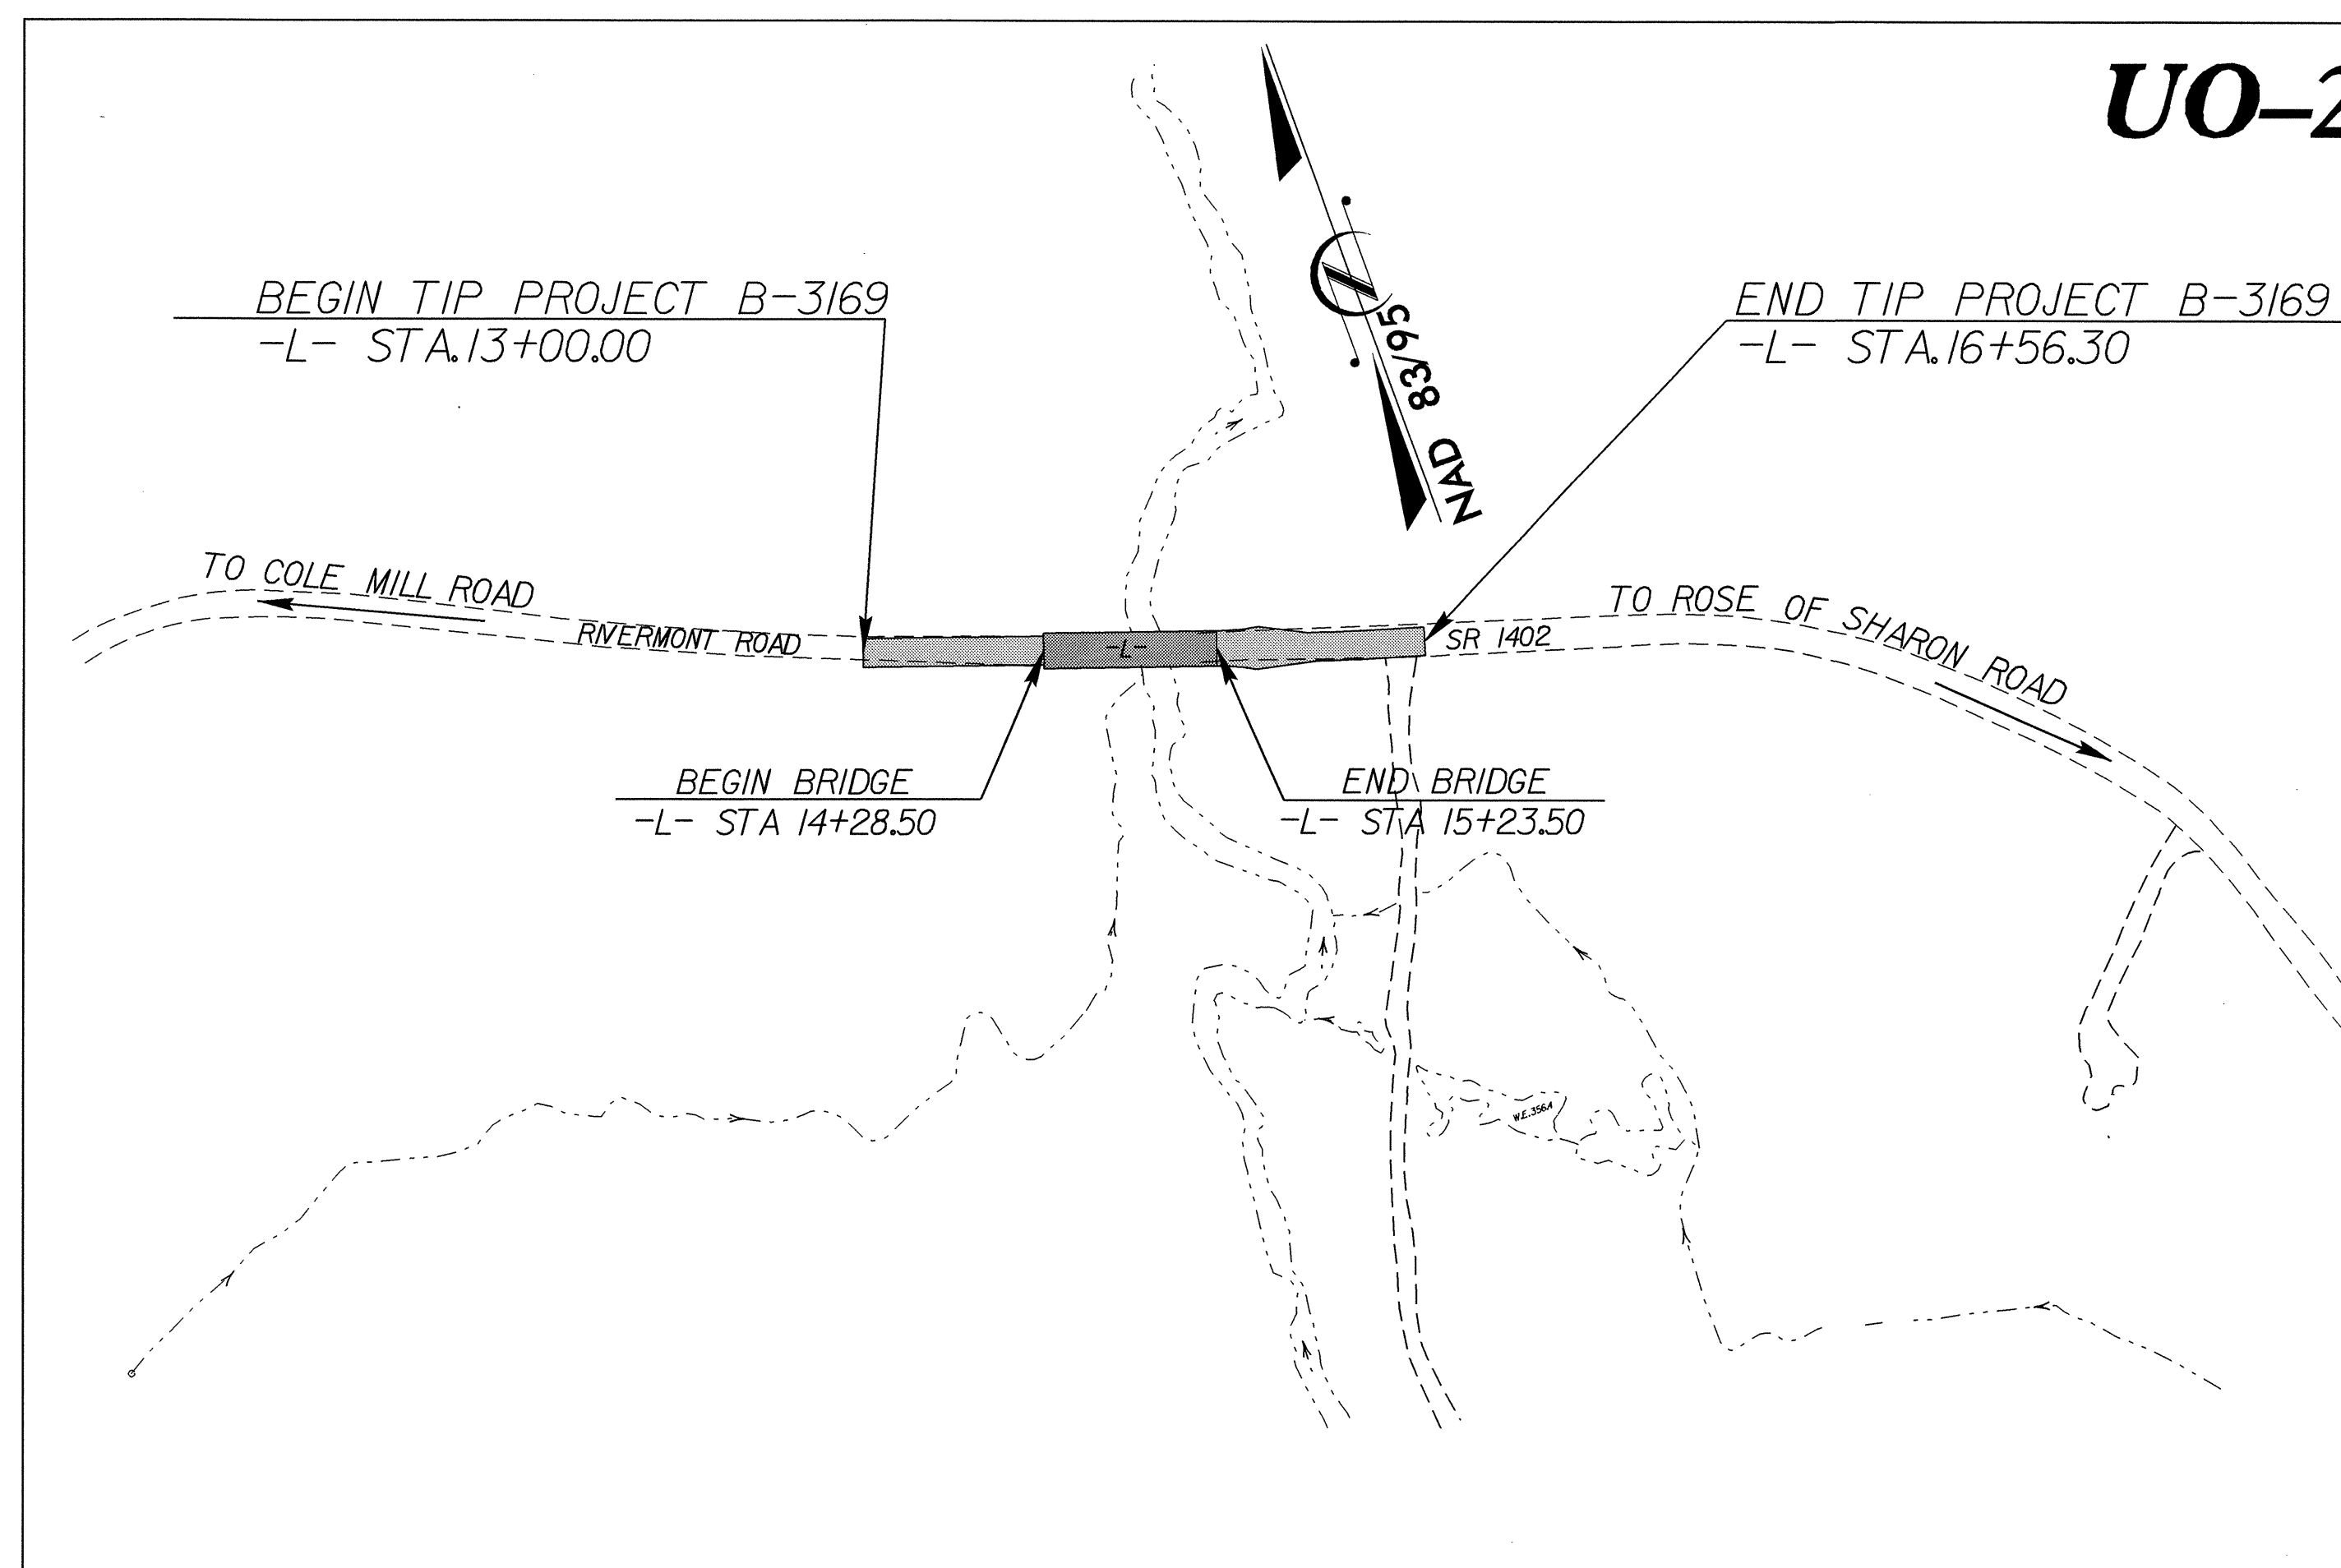 UO-2
BEGIN TIP PROJECT B-3169
-L- STA.13+00.00
END TIP PROJECT B-3169
-L- STA.16+56.30
N
NAD 83/95
TO COLE MILL ROAD
RIVERMONT ROAD
-L-
SR 1402
TO ROSE OF SHARON ROAD
BEGIN BRIDGE
-L- STA 14+28.50
END BRIDGE
-L- STA 15+23.50
W.E. 356.4